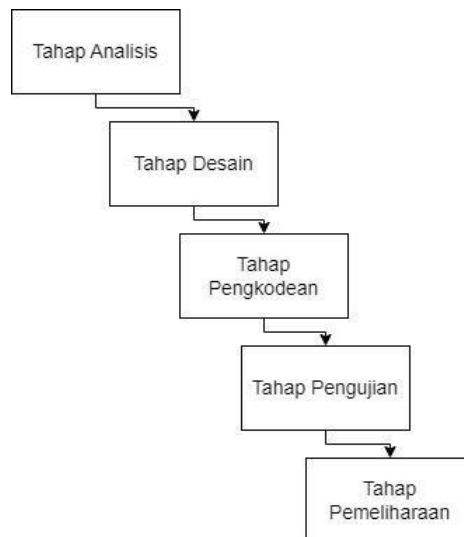 Tahap Analisis
Tahap Desain
Tahap
Pengkodean
Tahap Pengujian
Tahap
Pemeliharaan